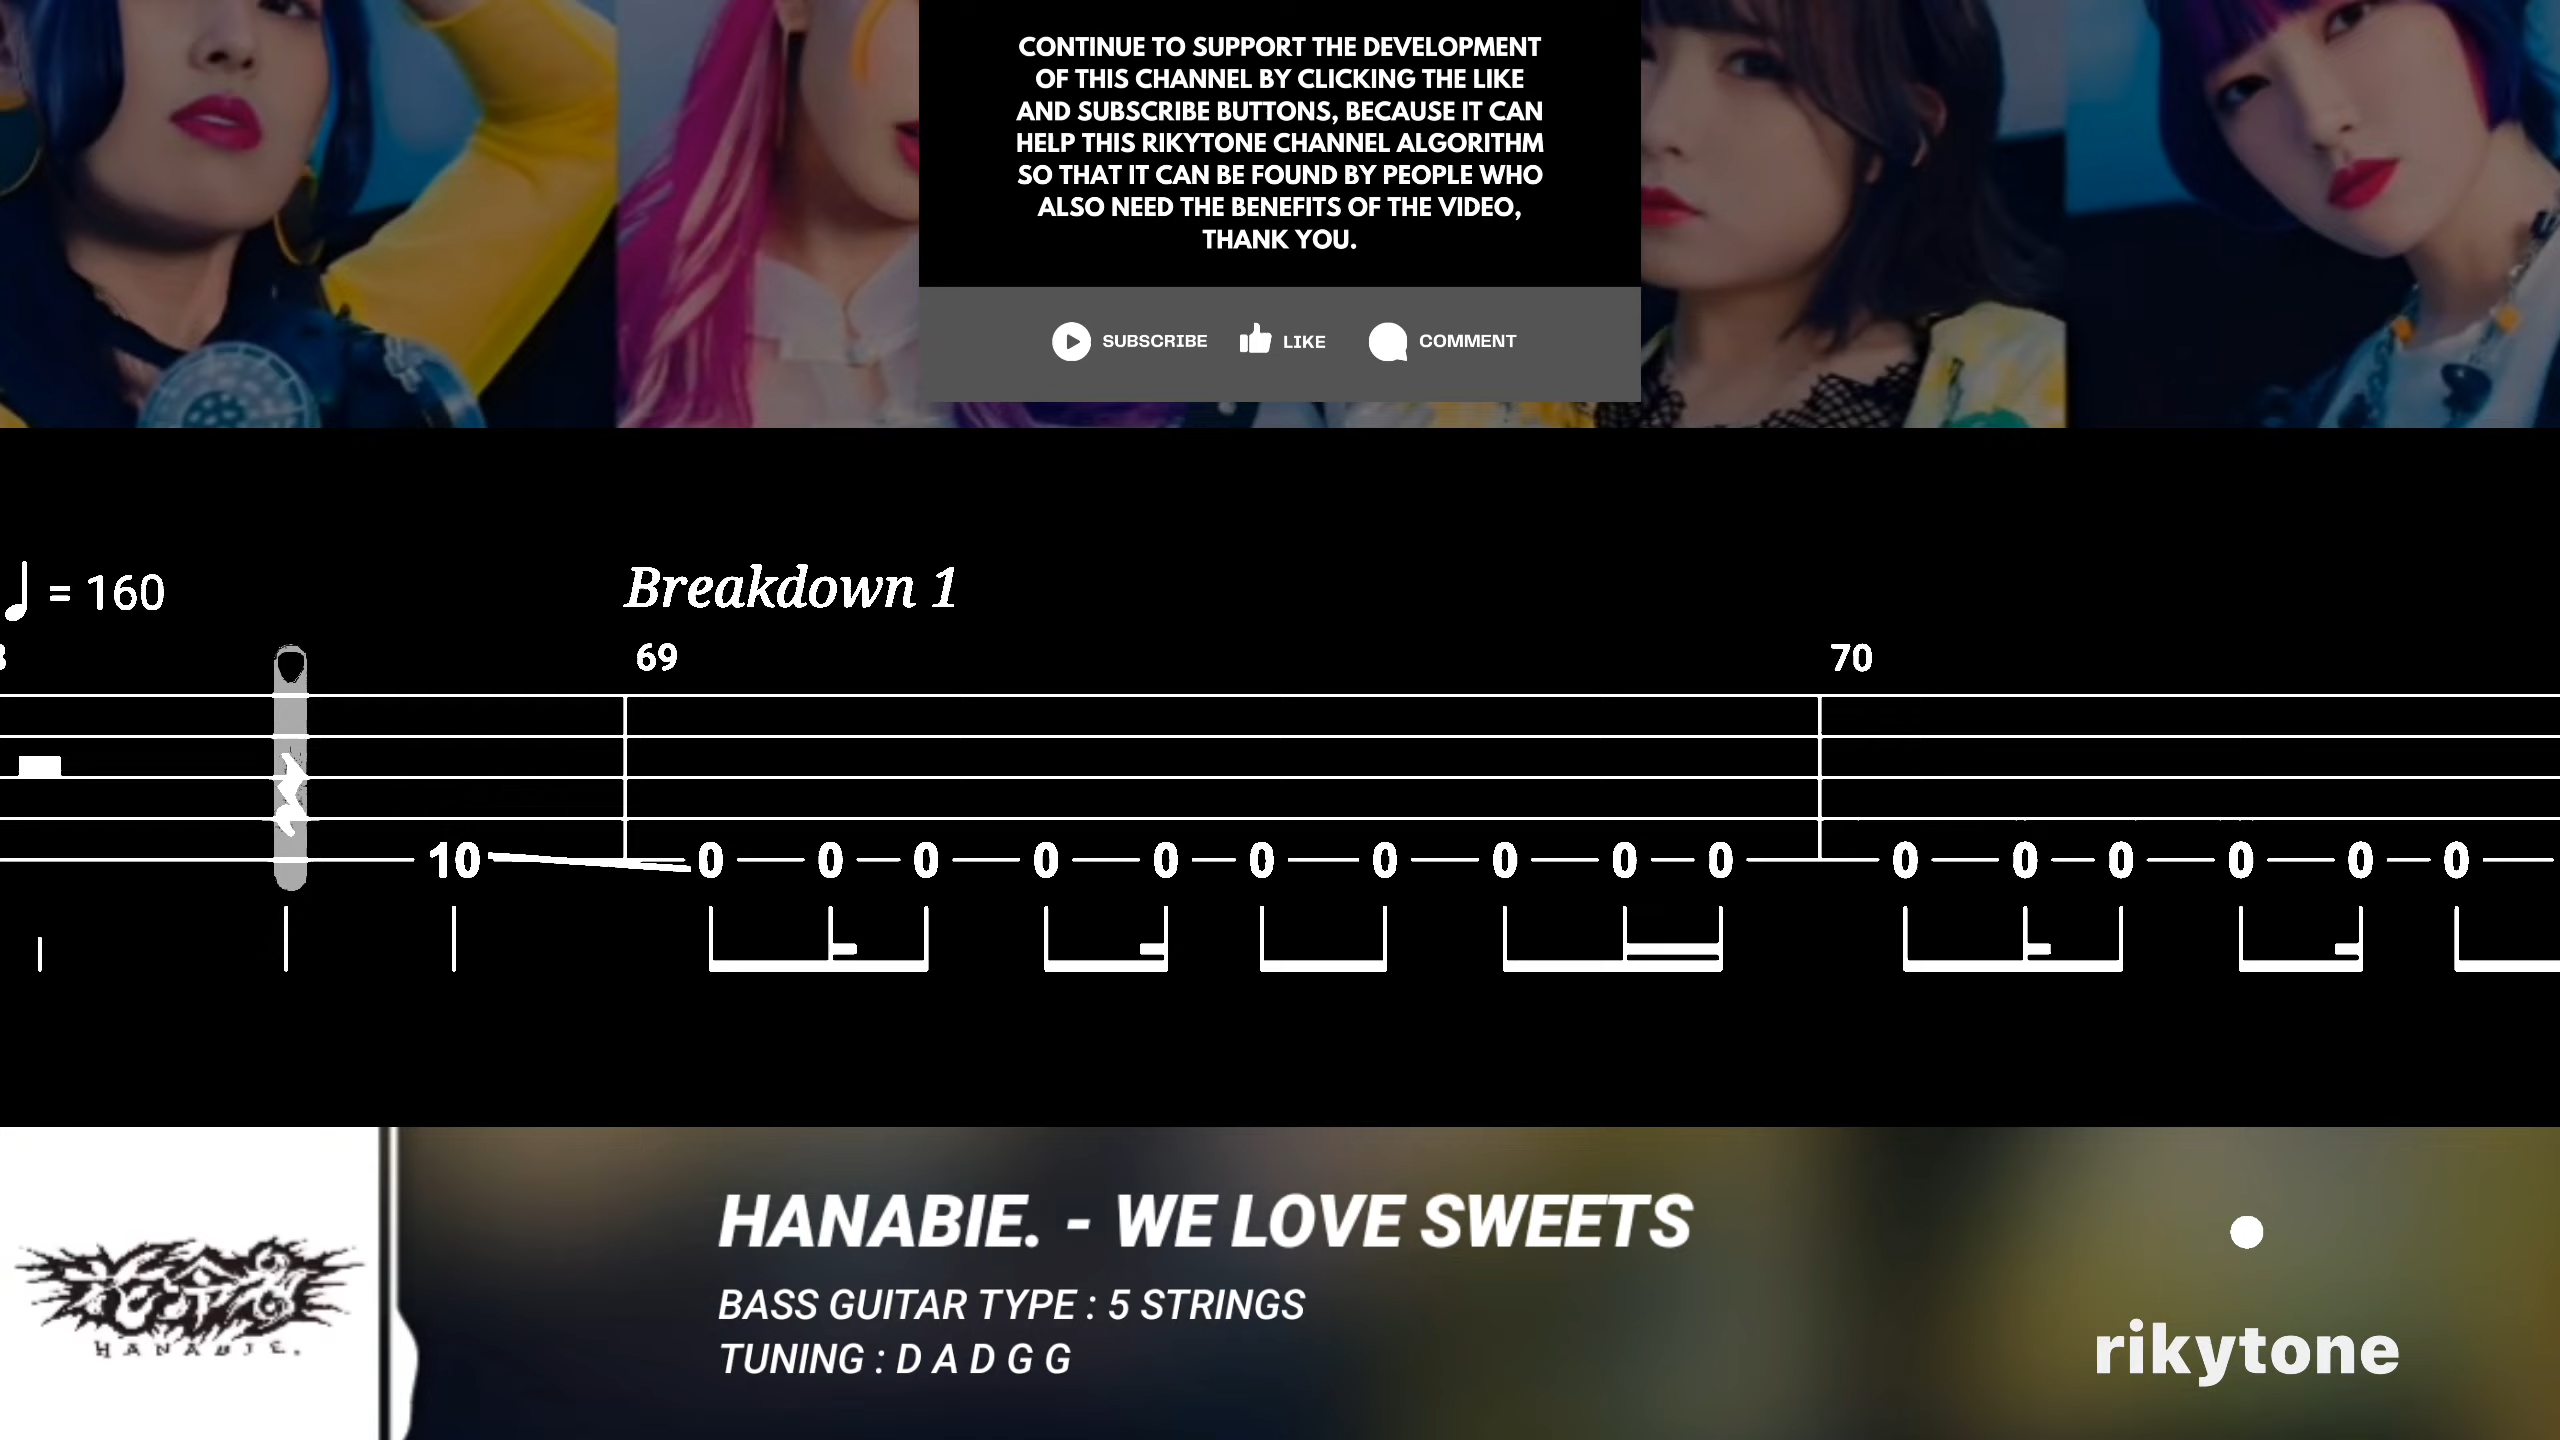 CONTINUE TO SUPPORT THE DEVELOPMENT
OF THIS CHANNEL BY CLICKING THE LIKE
AND SUBSCRIBE BUTTONS, BECAUSE IT CAN
HELP THIS RIKYTONE CHANNEL ALGORITHM
SO THAT IT CAN BE FOUND BY PEOPLE WHO
ALSO NEED THE BENEFITS OF THE VIDEO,
THANK YOU.
SUBSCRIBE LIKE COMMENT
= 160
Breakdown 1
69 70
10 0 0 0 0 0 0 0 0 0 0 0 0 0 0 0 0
HANABIE.
HANABIE. - WE LOVE SWEETS
BASS GUITAR TYPE : 5 STRINGS
TUNING : D A D G G
rikytone